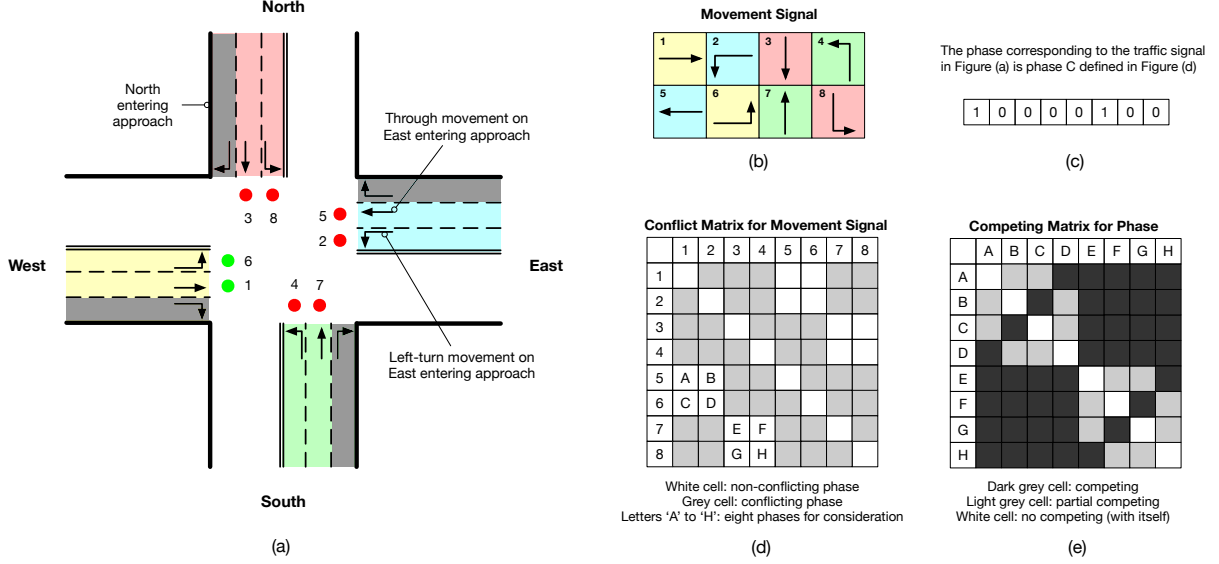 North
North
entering
approach
Through movement on
East entering approach
3 8
5
2
West
6
1
East
4 7
Left-turn movement on
East entering approach
South
(a)
Movement Signal
1 2 3 4
5 6 7 8
(b)
The phase corresponding to the traffic signal
in Figure (a) is phase C defined in Figure (d)
1 0 0 0 0 1 0 0
(c)
Conflict Matrix for Movement Signal
1 2 3 4 5 6 7 8
1
2
3
4
5 A B
6 C D
7 E F
8 G H
White cell: non-conflicting phase
Grey cell: conflicting phase
Letters ‘A’ to ‘H’: eight phases for consideration
(d)
Competing Matrix for Phase
A B C D E F G H
A
B
C
D
E
F
G
H
Dark grey cell: competing
Light grey cell: partial competing
White cell: no competing (with itself)
(e)